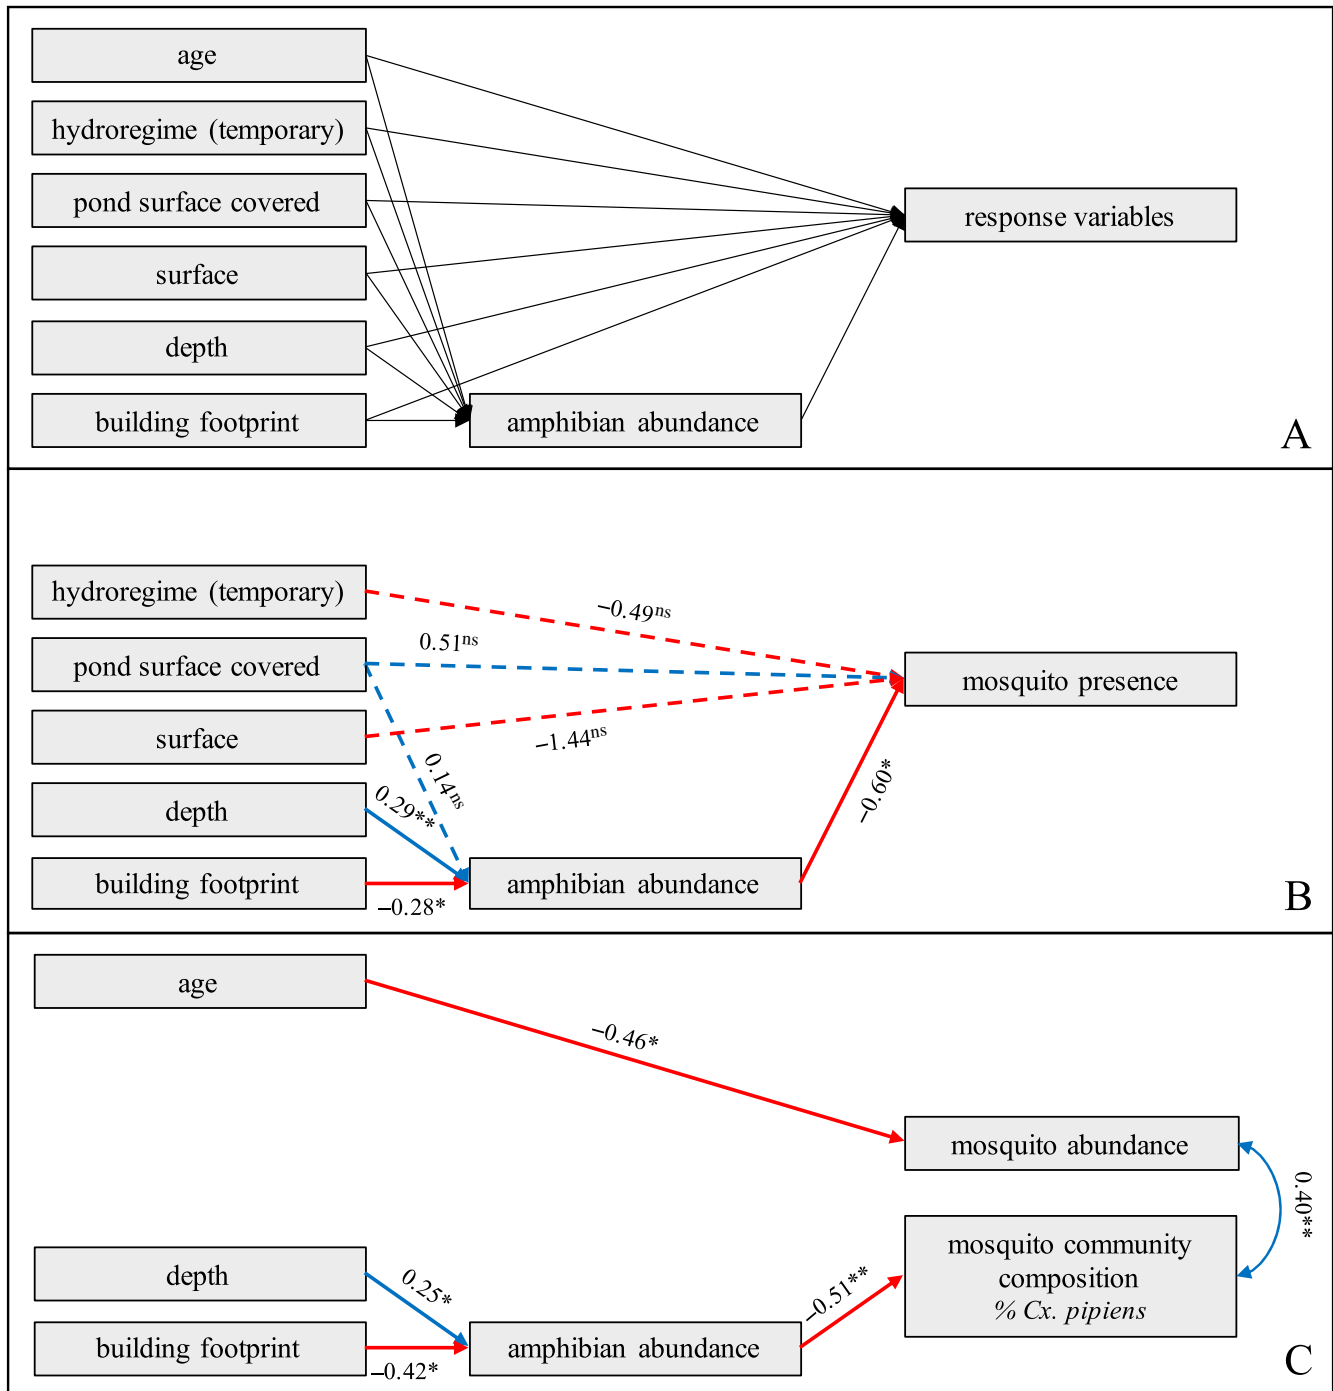 age
hydroregime (temporary)
pond surface covered
surface
depth
building footprint
amphibian abundance
response variables
A
hydroregime (temporary)
pond surface covered
surface
depth
building footprint
amphibian abundance
mosquito presence
−0.49ns
0.51ns
−1.44ns
0.14ns
0.29**
−0.28*
−0.60*
B
age
−0.46*
mosquito abundance
0.40**
mosquito community
composition
% Cx. pipiens
depth
0.25*
building footprint
−0.42*
amphibian abundance
−0.51**
C